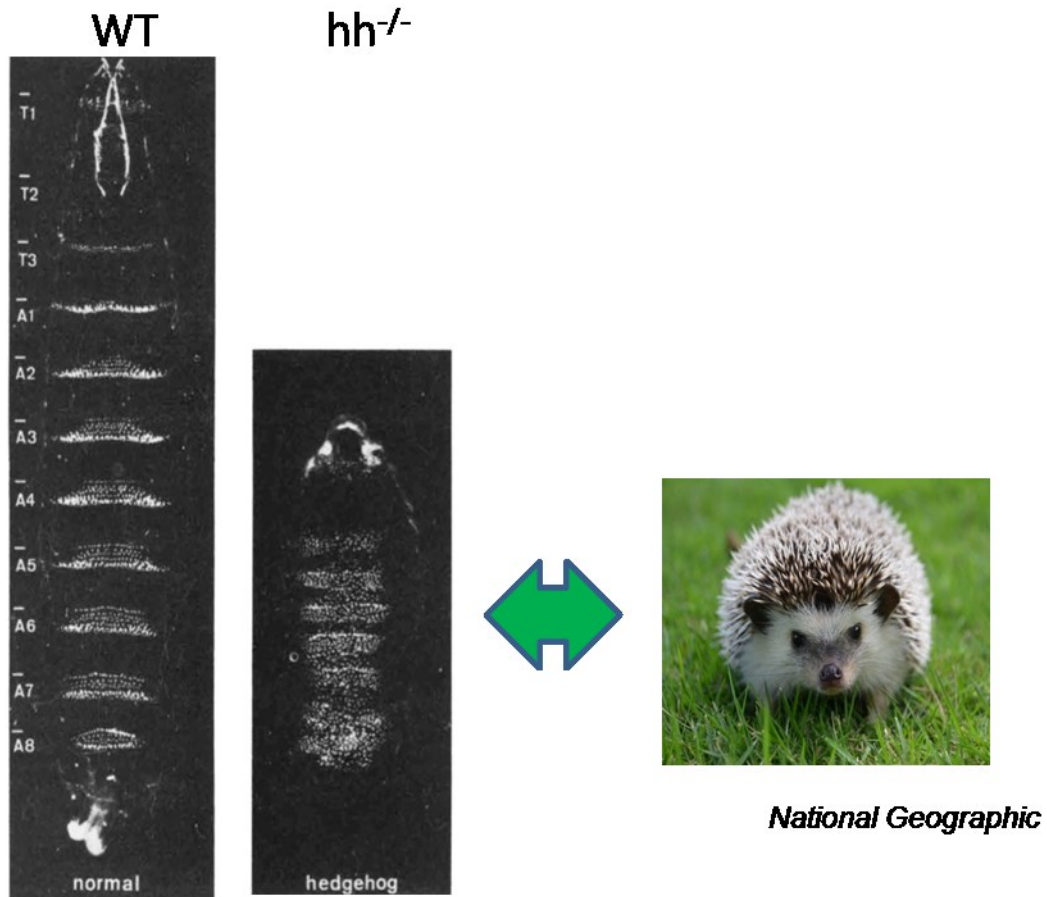 WT
hh-/-
T1
T2
T3
A1
A2
A3
A4
A5
A6
A7
A8
normal
hedgehog
National Geographic